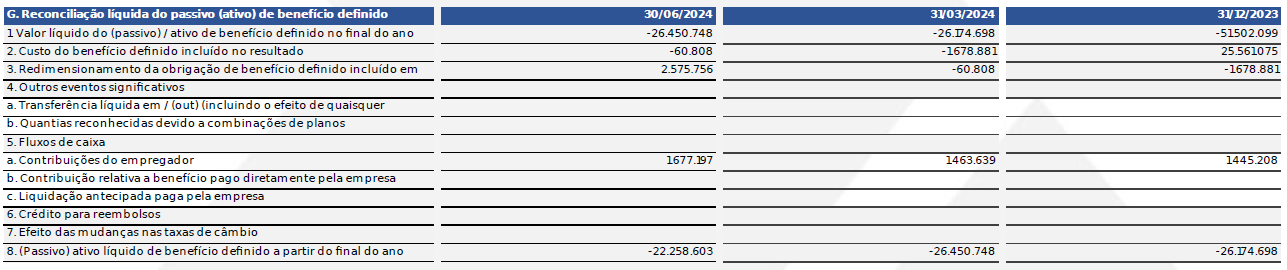 G. Reconciliação líquida do passivo (ativo) de benefício definido 30/06/2024 31/03/2024 31/12/2023
1 Valor líquido do (passivo) / ativo de benefício definido no final do ano -26.450.748 -26.174.698 -51502.099
2. Custo do benefício definido incluído no resultado -60.808 -1678.881 25.561075
3. Redimensionamento da obrigação de benefício definido incluído em 2.575.756 -60.808 -1678.881
4. Outros eventos significativos
a. Transferência líquida em / (out) (incluindo o efeito de quaisquer
b. Quantias reconhecidas devido a combinações de planos
5. Fluxos de caixa
a. Contribuições do empregador 1677.197 1463.639 1445.208
b. Contribuição relativa a benefício pago diretamente pela empresa
c. Liquidação antecipada paga pela empresa
6. Crédito para reembolsos
7. Efeito das mudanças nas taxas de câmbio
8. (Passivo) ativo líquido de benefício definido a partir do final do ano -22.258.603 -26.450.748 -26.174.698